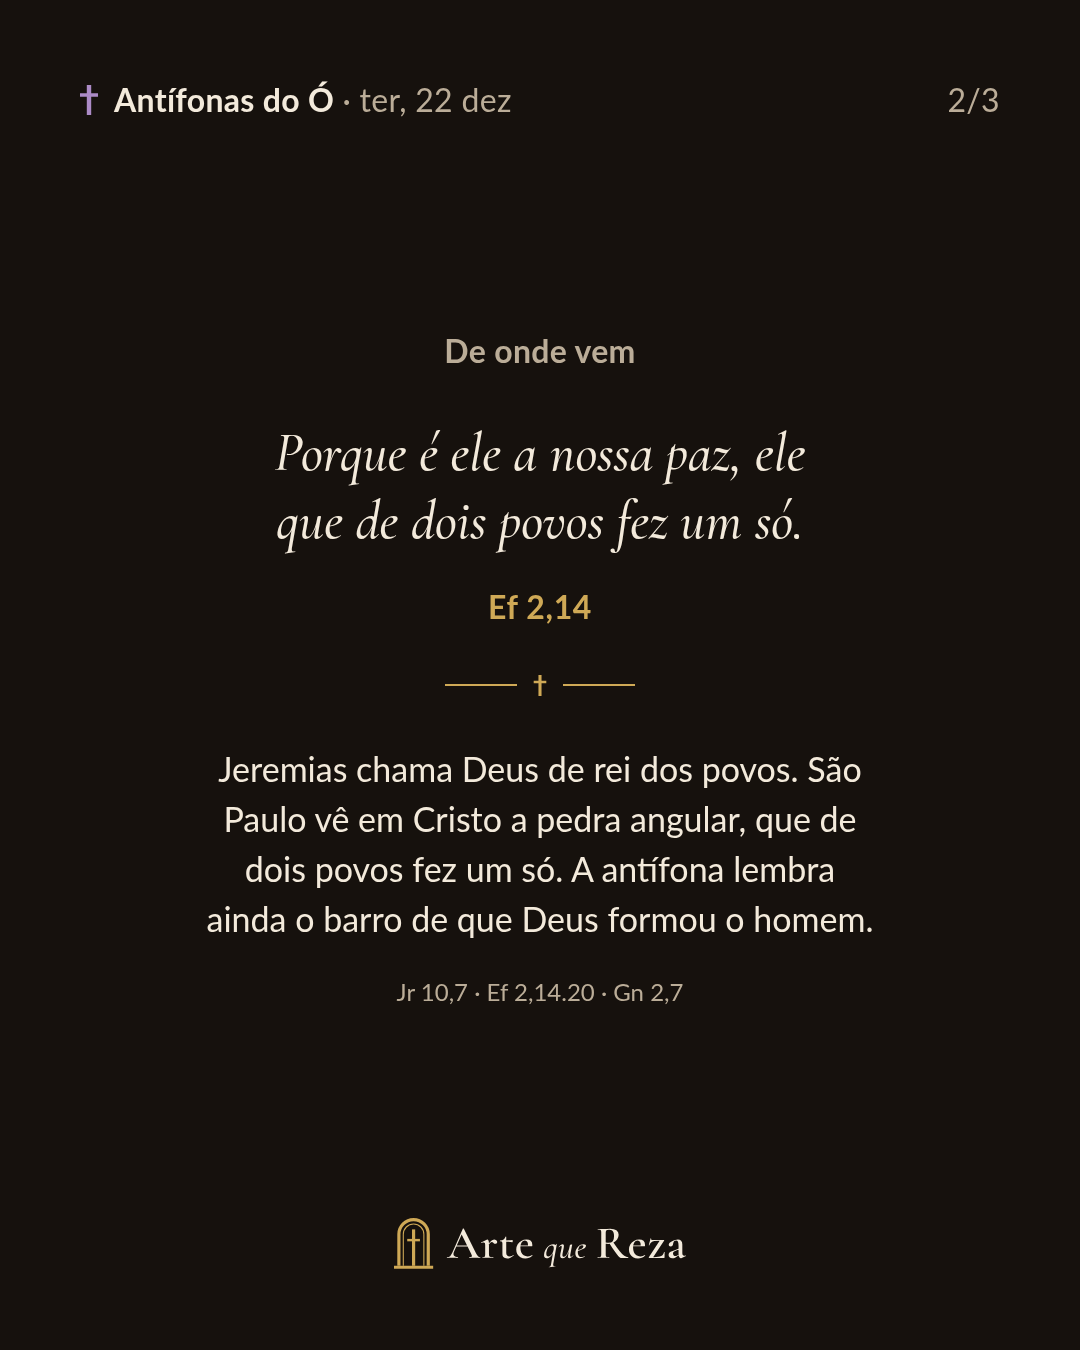 † Antífonas do Ó · ter, 22 dez
2/3
De onde vem
Porque é ele a nossa paz, ele
que de dois povos fez um só.
Ef 2,14
†
Jeremias chama Deus de rei dos povos. São
Paulo vê em Cristo a pedra angular, que de
dois povos fez um só. A antífona lembra
ainda o barro de que Deus formou o homem.
Jr 10,7 · Ef 2,14.20 · Gn 2,7
Arte que Reza